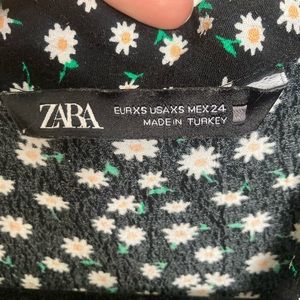 ZARA
EUR XS USA XS MEX 24
MADE IN TURKEY